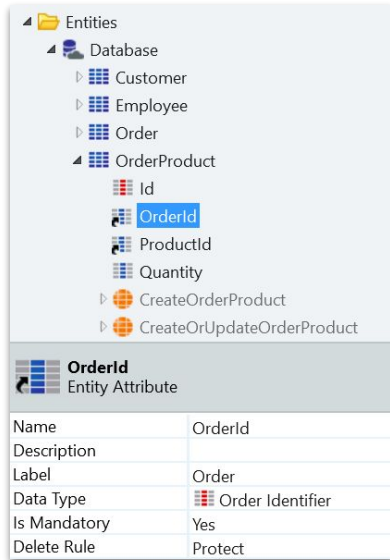 Entities
Database
Customer
Employee
Order
OrderProduct
Id
OrderId
ProductId
Quantity
CreateOrderProduct
CreateOrUpdateOrderProduct
OrderId
Entity Attribute
Name OrderId
Description
Label Order
Data Type Order Identifier
Is Mandatory Yes
Delete Rule Protect